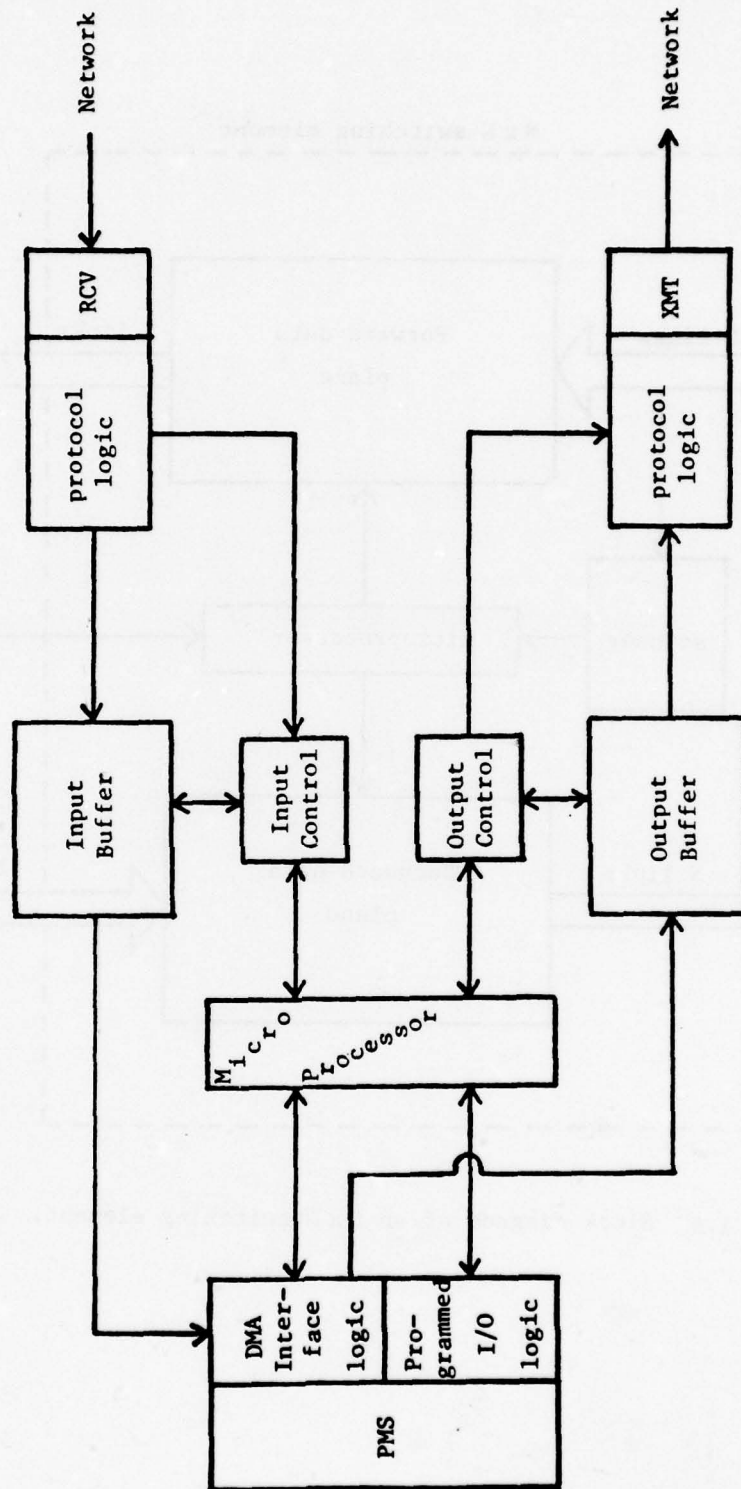 Network
RCV
protocol
logic
Input
Buffer
Input
Control
Micro
Processor
DMA
Inter-
face
logic
Pro-
grammed
I/O
logic
PMS
Output
Control
Output
Buffer
protocol
logic
XMT
Network